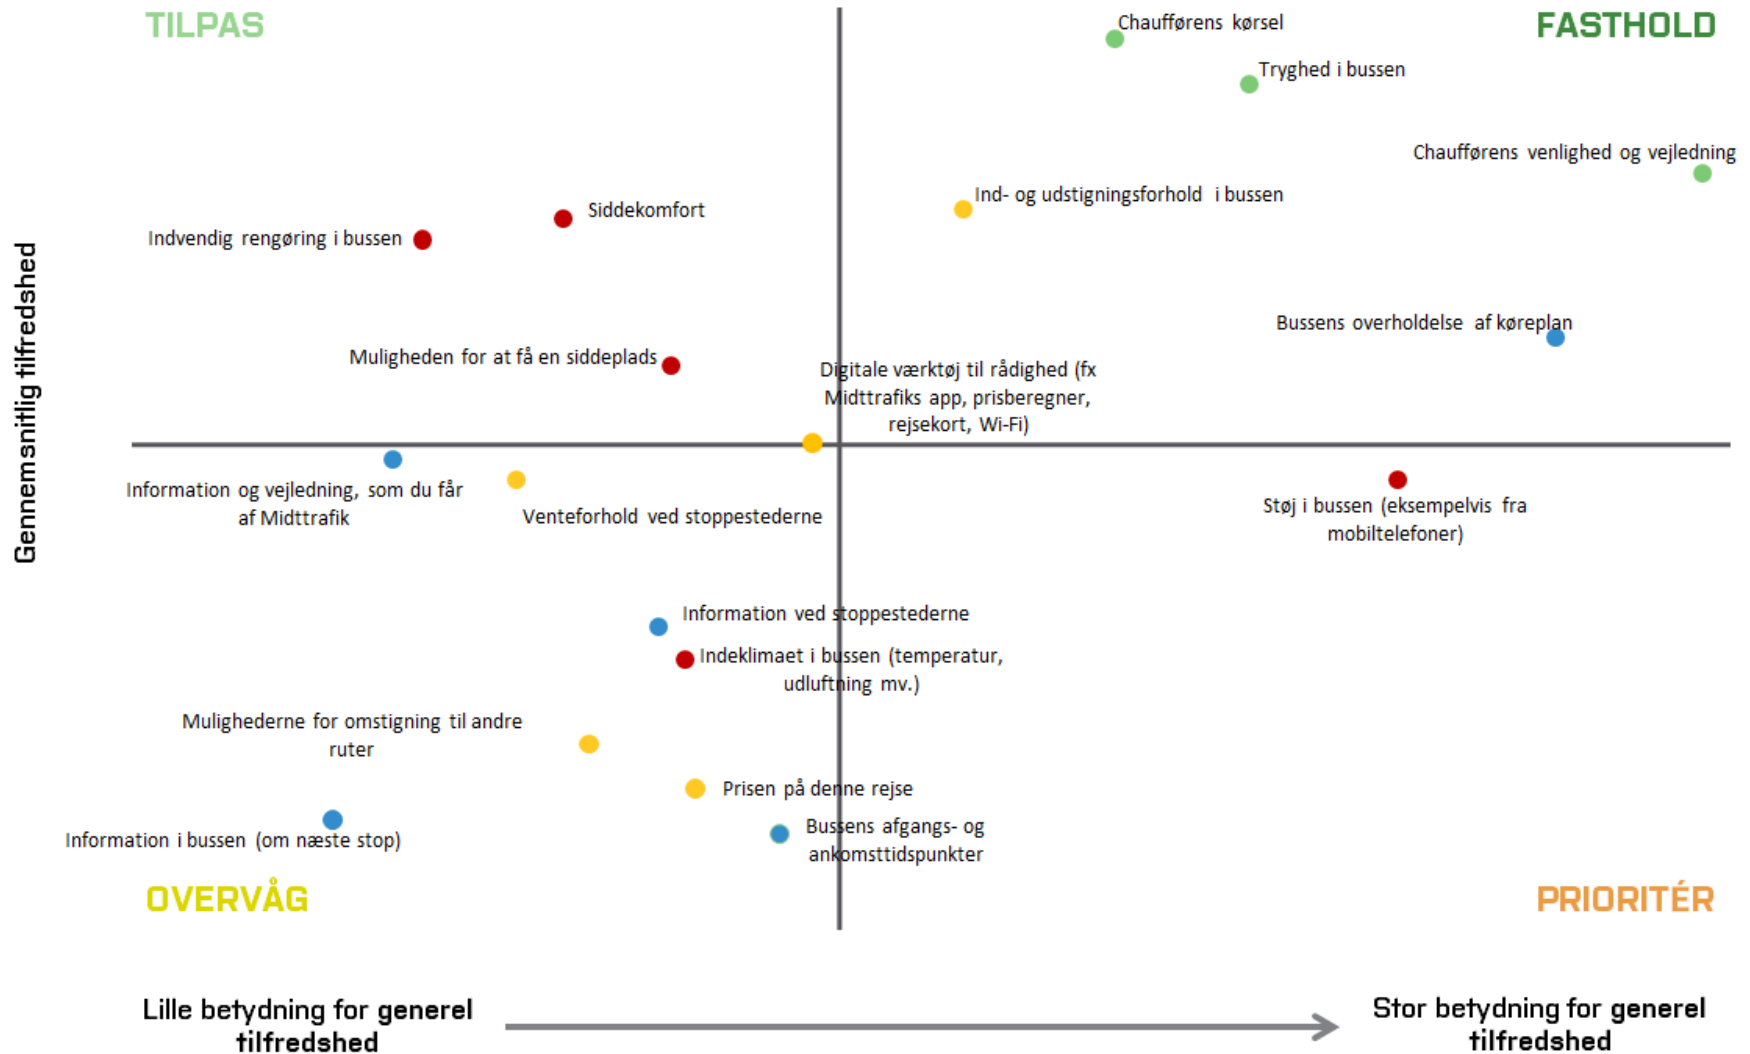 TILPAS
FASTHOLD
Chaufførens kørsel
Tryghed i bussen
Chaufførens venlighed og vejledning
Ind- og udstigningsforhold i bussen
Siddekomfort
Indvendig rengøring i bussen
Bussens overholdelse af køreplan
Muligheden for at få en siddeplads
Digitale værktøj til rådighed (fx
Midttrafiks app, prisberegner,
rejsekort, Wi-Fi)
Gennemsnitlig tilfredshed
Information og vejledning, som du får
af Midttrafik
Venteforhold ved stoppestederne
Støj i bussen (eksempelvis fra
mobiltelefoner)
Information ved stoppestederne
Indeklimaet i bussen (temperatur,
udluftning mv.)
Mulighederne for omstigning til andre
ruter
Prisen på denne rejse
Information i bussen (om næste stop)
Bussens afgangs- og
ankomsttidspunkter
OVERVÅG
PRIORITÉR
Lille betydning for generel
tilfredshed
Stor betydning for generel
tilfredshed